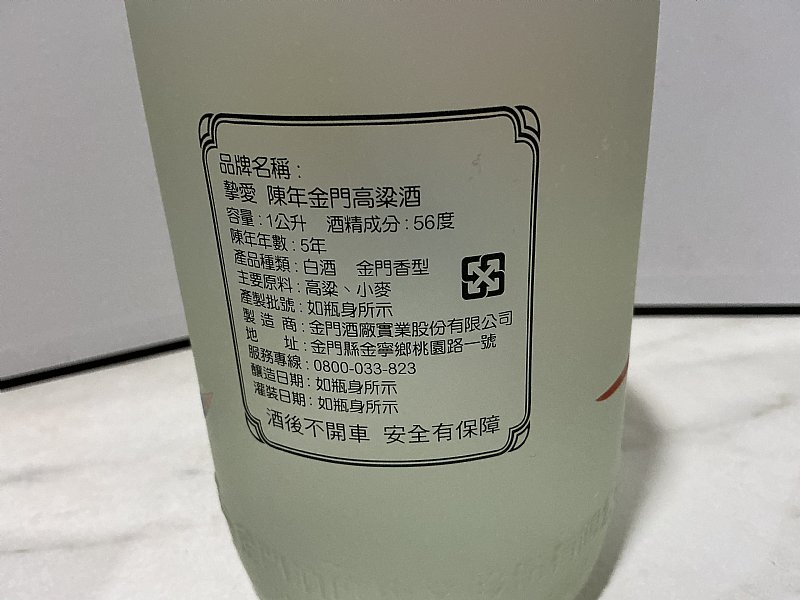 品牌名稱：
摯愛 陳年金門高粱酒
容量：1公升 酒精成分：56度
陳年年數：5年
產品種類：白酒 金門香型
主要原料：高粱、小麥
產製批號：如瓶身所示
製造商：金門酒廠實業股份有限公司
地址：金門縣金寧鄉桃園路一號
服務專線：0800-033-823
釀造日期：如瓶身所示
灌裝日期：如瓶身所示
酒後不開車 安全有保障